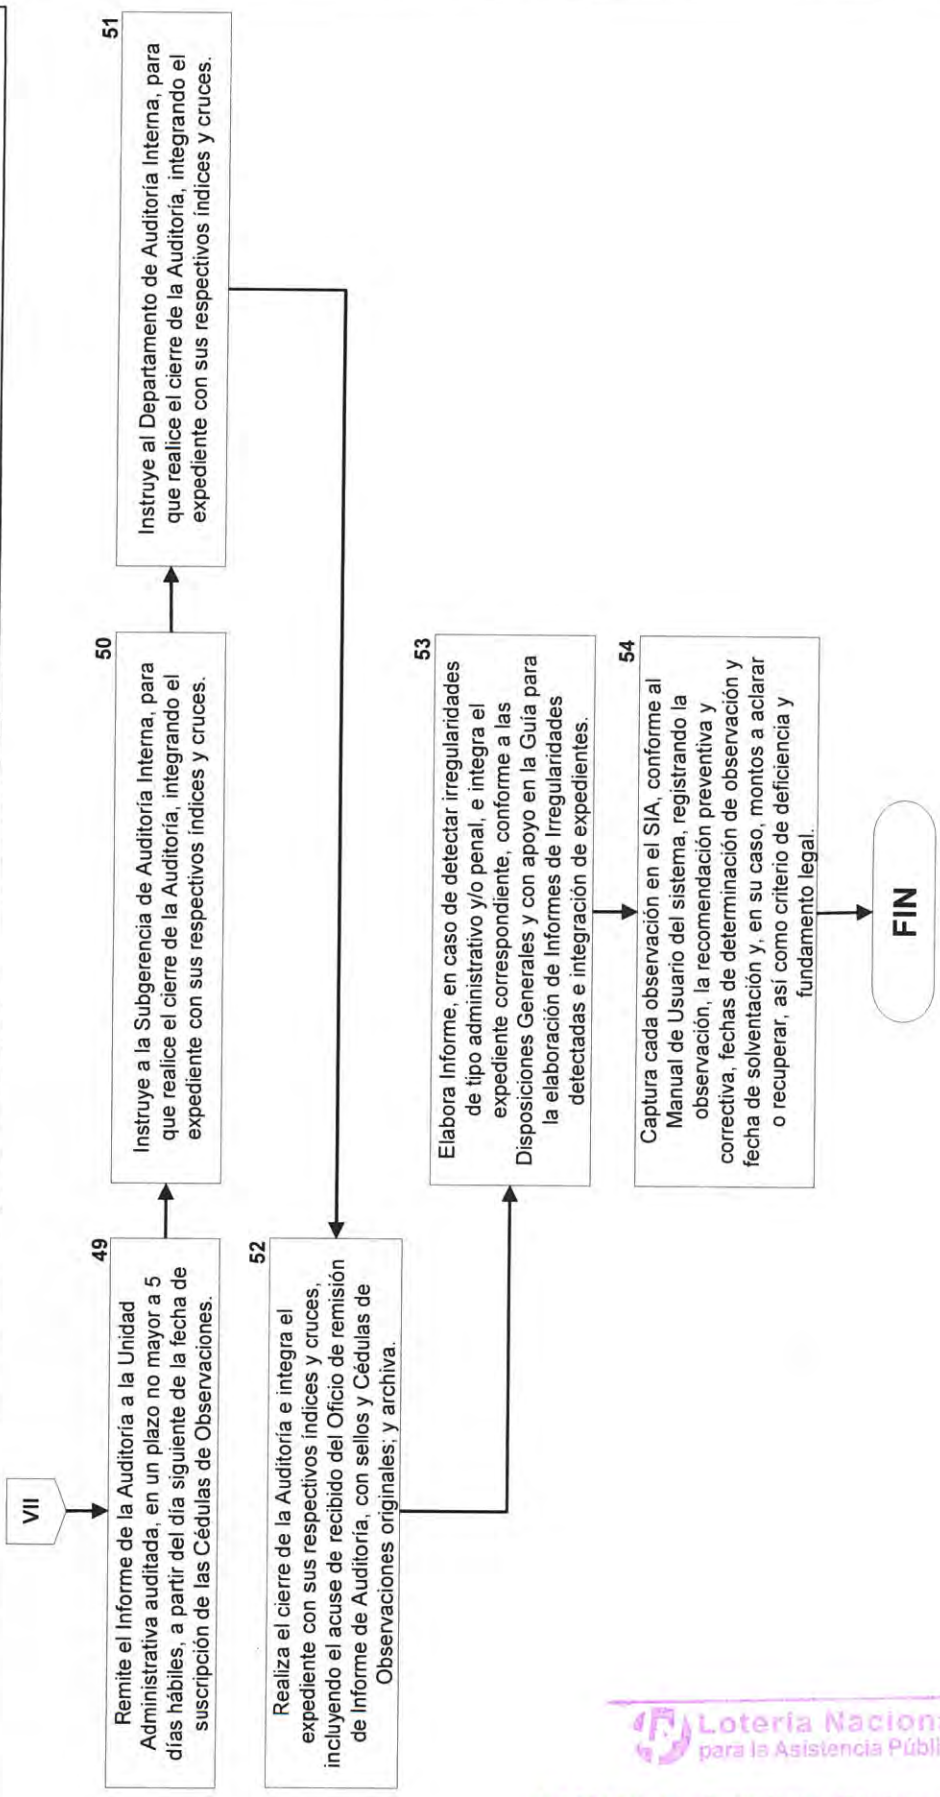 VII
49
Remite el Informe de la Auditoría a la Unidad
Administrativa auditada, en un plazo no mayor a 5
días hábiles, a partir del día siguiente de la fecha de
suscripción de las Cédulas de Observaciones.
50
Instruye a la Subgerencia de Auditoría Interna, para
que realice el cierre de la Auditoría, integrando el
expediente con sus respectivos índices y cruces.
51
Instruye al Departamento de Auditoría Interna, para
que realice el cierre de la Auditoría, integrando el
expediente con sus respectivos índices y cruces.
52
Realiza el cierre de la Auditoría e integra el
expediente con sus respectivos índices y cruces,
incluyendo el acuse de recibido del Oficio de remisión
de Informe de Auditoría, con sellos y Cédulas de
Observaciones originales; y archiva.
53
Elabora Informe, en caso de detectar irregularidades
de tipo administrativo y/o penal, e integra el
expediente correspondiente, conforme a las
Disposiciones Generales y con apoyo en la Guía para
la elaboración de Informes de Irregularidades
detectadas e integración de expedientes.
54
Captura cada observación en el SIA, conforme al
Manual de Usuario del sistema, registrando la
observación, la recomendación preventiva y
correctiva, fechas de determinación de observación y
fecha de solventación y, en su caso, montos a aclarar
o recuperar, así como criterio de deficiencia y
fundamento legal.
FIN
Lotería Nacion
para la Asistencia Públi